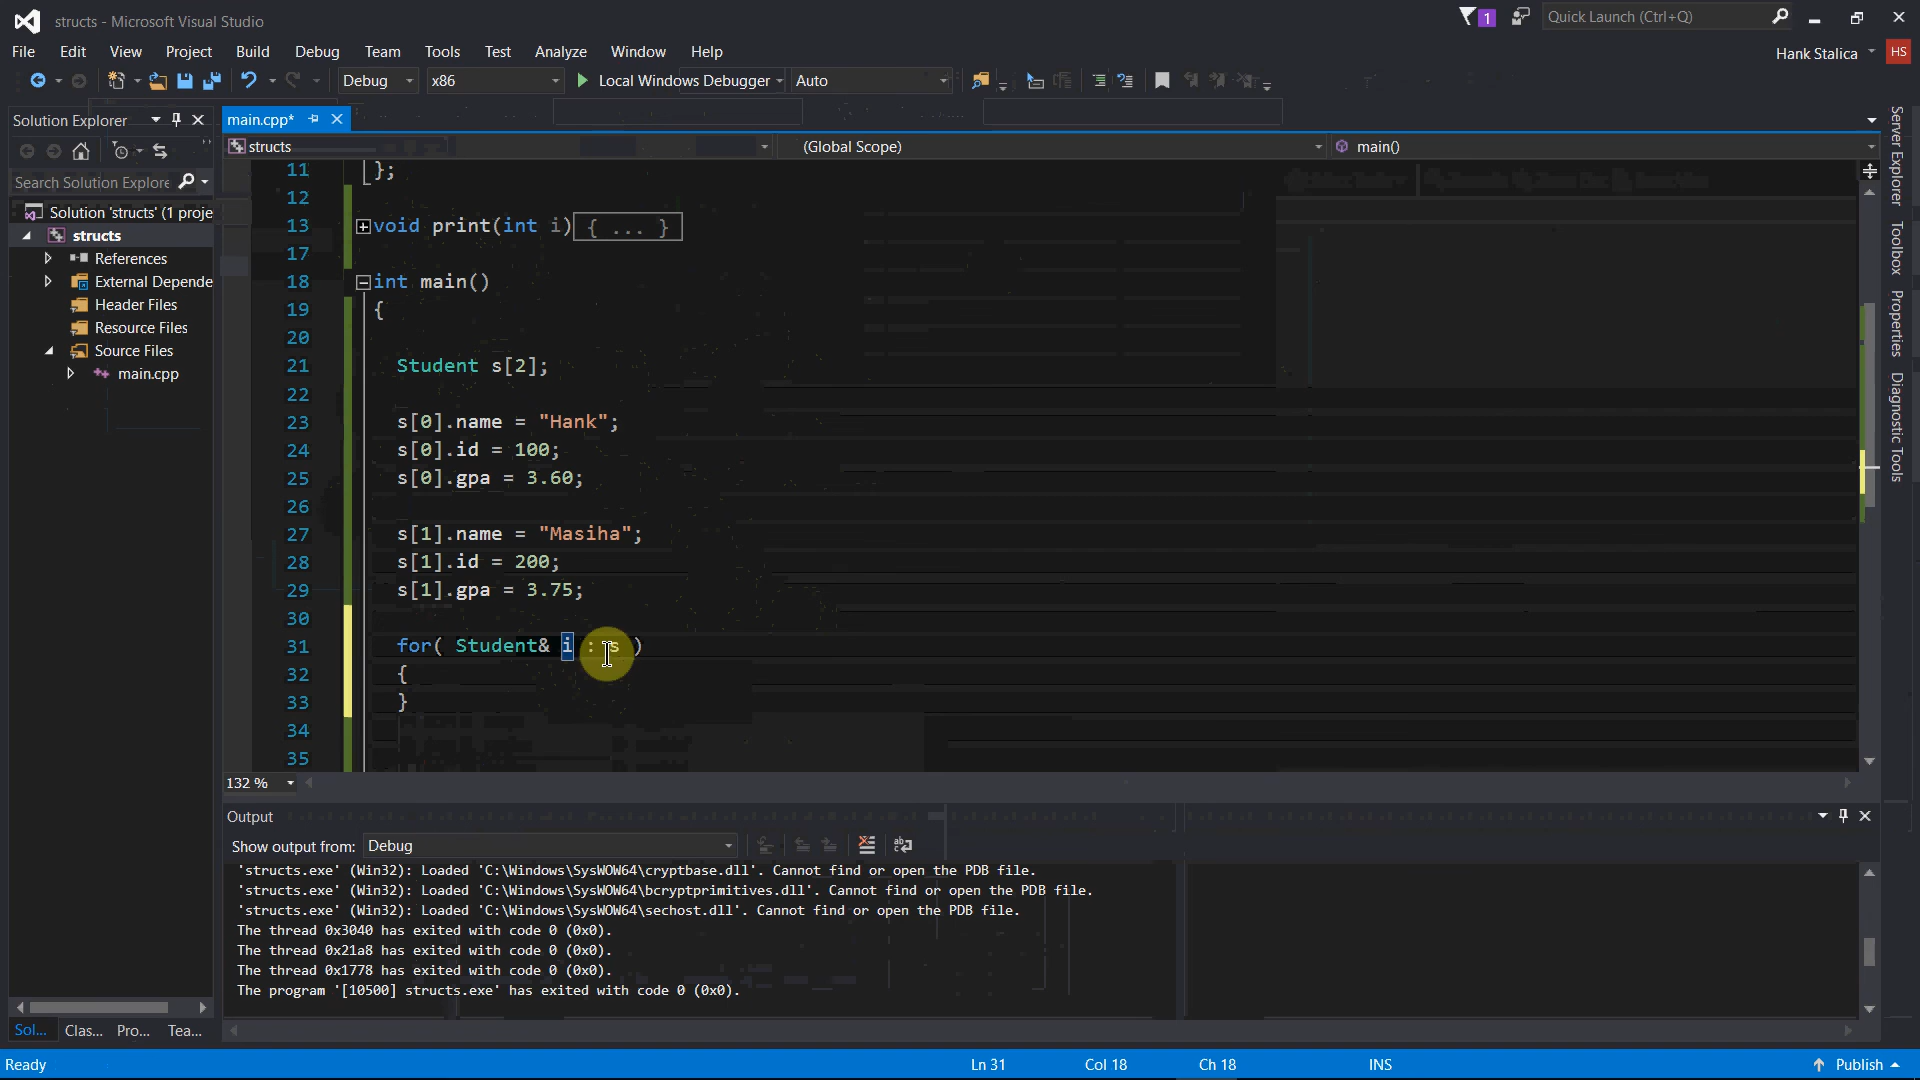 structs - Microsoft Visual Studio
1
Quick Launch (Ctrl+Q)
File Edit View Project Build Debug Team Tools Test Analyze Window Help
Hank Stalica HS
Debug x86 Local Windows Debugger Auto
Solution Explorer
main.cpp*
structs (Global Scope) main()
Search Solution Explore
Solution 'structs' (1 proje
structs
References
External Depende
Header Files
Resource Files
Source Files
main.cpp
11 };
12
13 void print(int i){ ... }
17
18 int main()
19 {
20
21 Student s[2];
22
23 s[0].name = "Hank";
24 s[0].id = 100;
25 s[0].gpa = 3.60;
26
27 s[1].name = "Masiha";
28 s[1].id = 200;
29 s[1].gpa = 3.75;
30
31 for( Student& i : s )
32 {
33 }
34
35
132 %
Server Explorer
Toolbox
Properties
Diagnostic Tools
Output
Show output from: Debug
'structs.exe' (Win32): Loaded 'C:\Windows\SysWOW64\cryptbase.dll'. Cannot find or open the PDB file.
'structs.exe' (Win32): Loaded 'C:\Windows\SysWOW64\bcryptprimitives.dll'. Cannot find or open the PDB file.
'structs.exe' (Win32): Loaded 'C:\Windows\SysWOW64\sechost.dll'. Cannot find or open the PDB file.
The thread 0x3040 has exited with code 0 (0x0).
The thread 0x21a8 has exited with code 0 (0x0).
The thread 0x1778 has exited with code 0 (0x0).
The program '[10500] structs.exe' has exited with code 0 (0x0).
Sol... Clas... Pro... Tea...
Ready Ln 31 Col 18 Ch 18 INS Publish